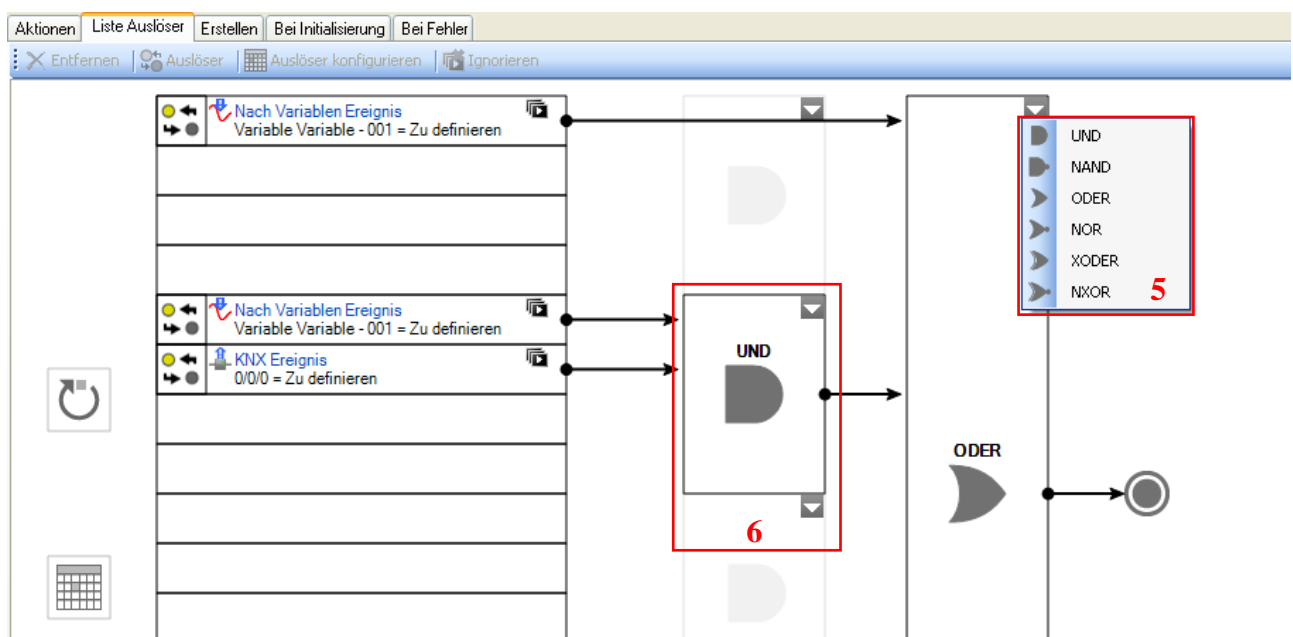 Aktionen Liste Auslöser Erstellen Bei Initialisierung Bei Fehler
Entfernen Auslöser Auslöser konfigurieren Ignorieren
Nach Variablen Ereignis
Variable Variable - 001 = Zu definieren
UND
NAND
ODER
NOR
XODER
NXOR
5
Nach Variablen Ereignis
Variable Variable - 001 = Zu definieren
KNX Ereignis
0/0/0 = Zu definieren
UND
6
ODER